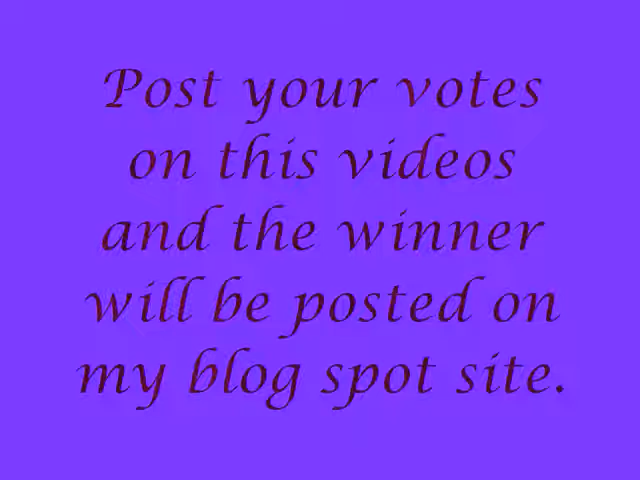 Post your votes
on this videos
and the winner
will be posted on
my blog spot site.